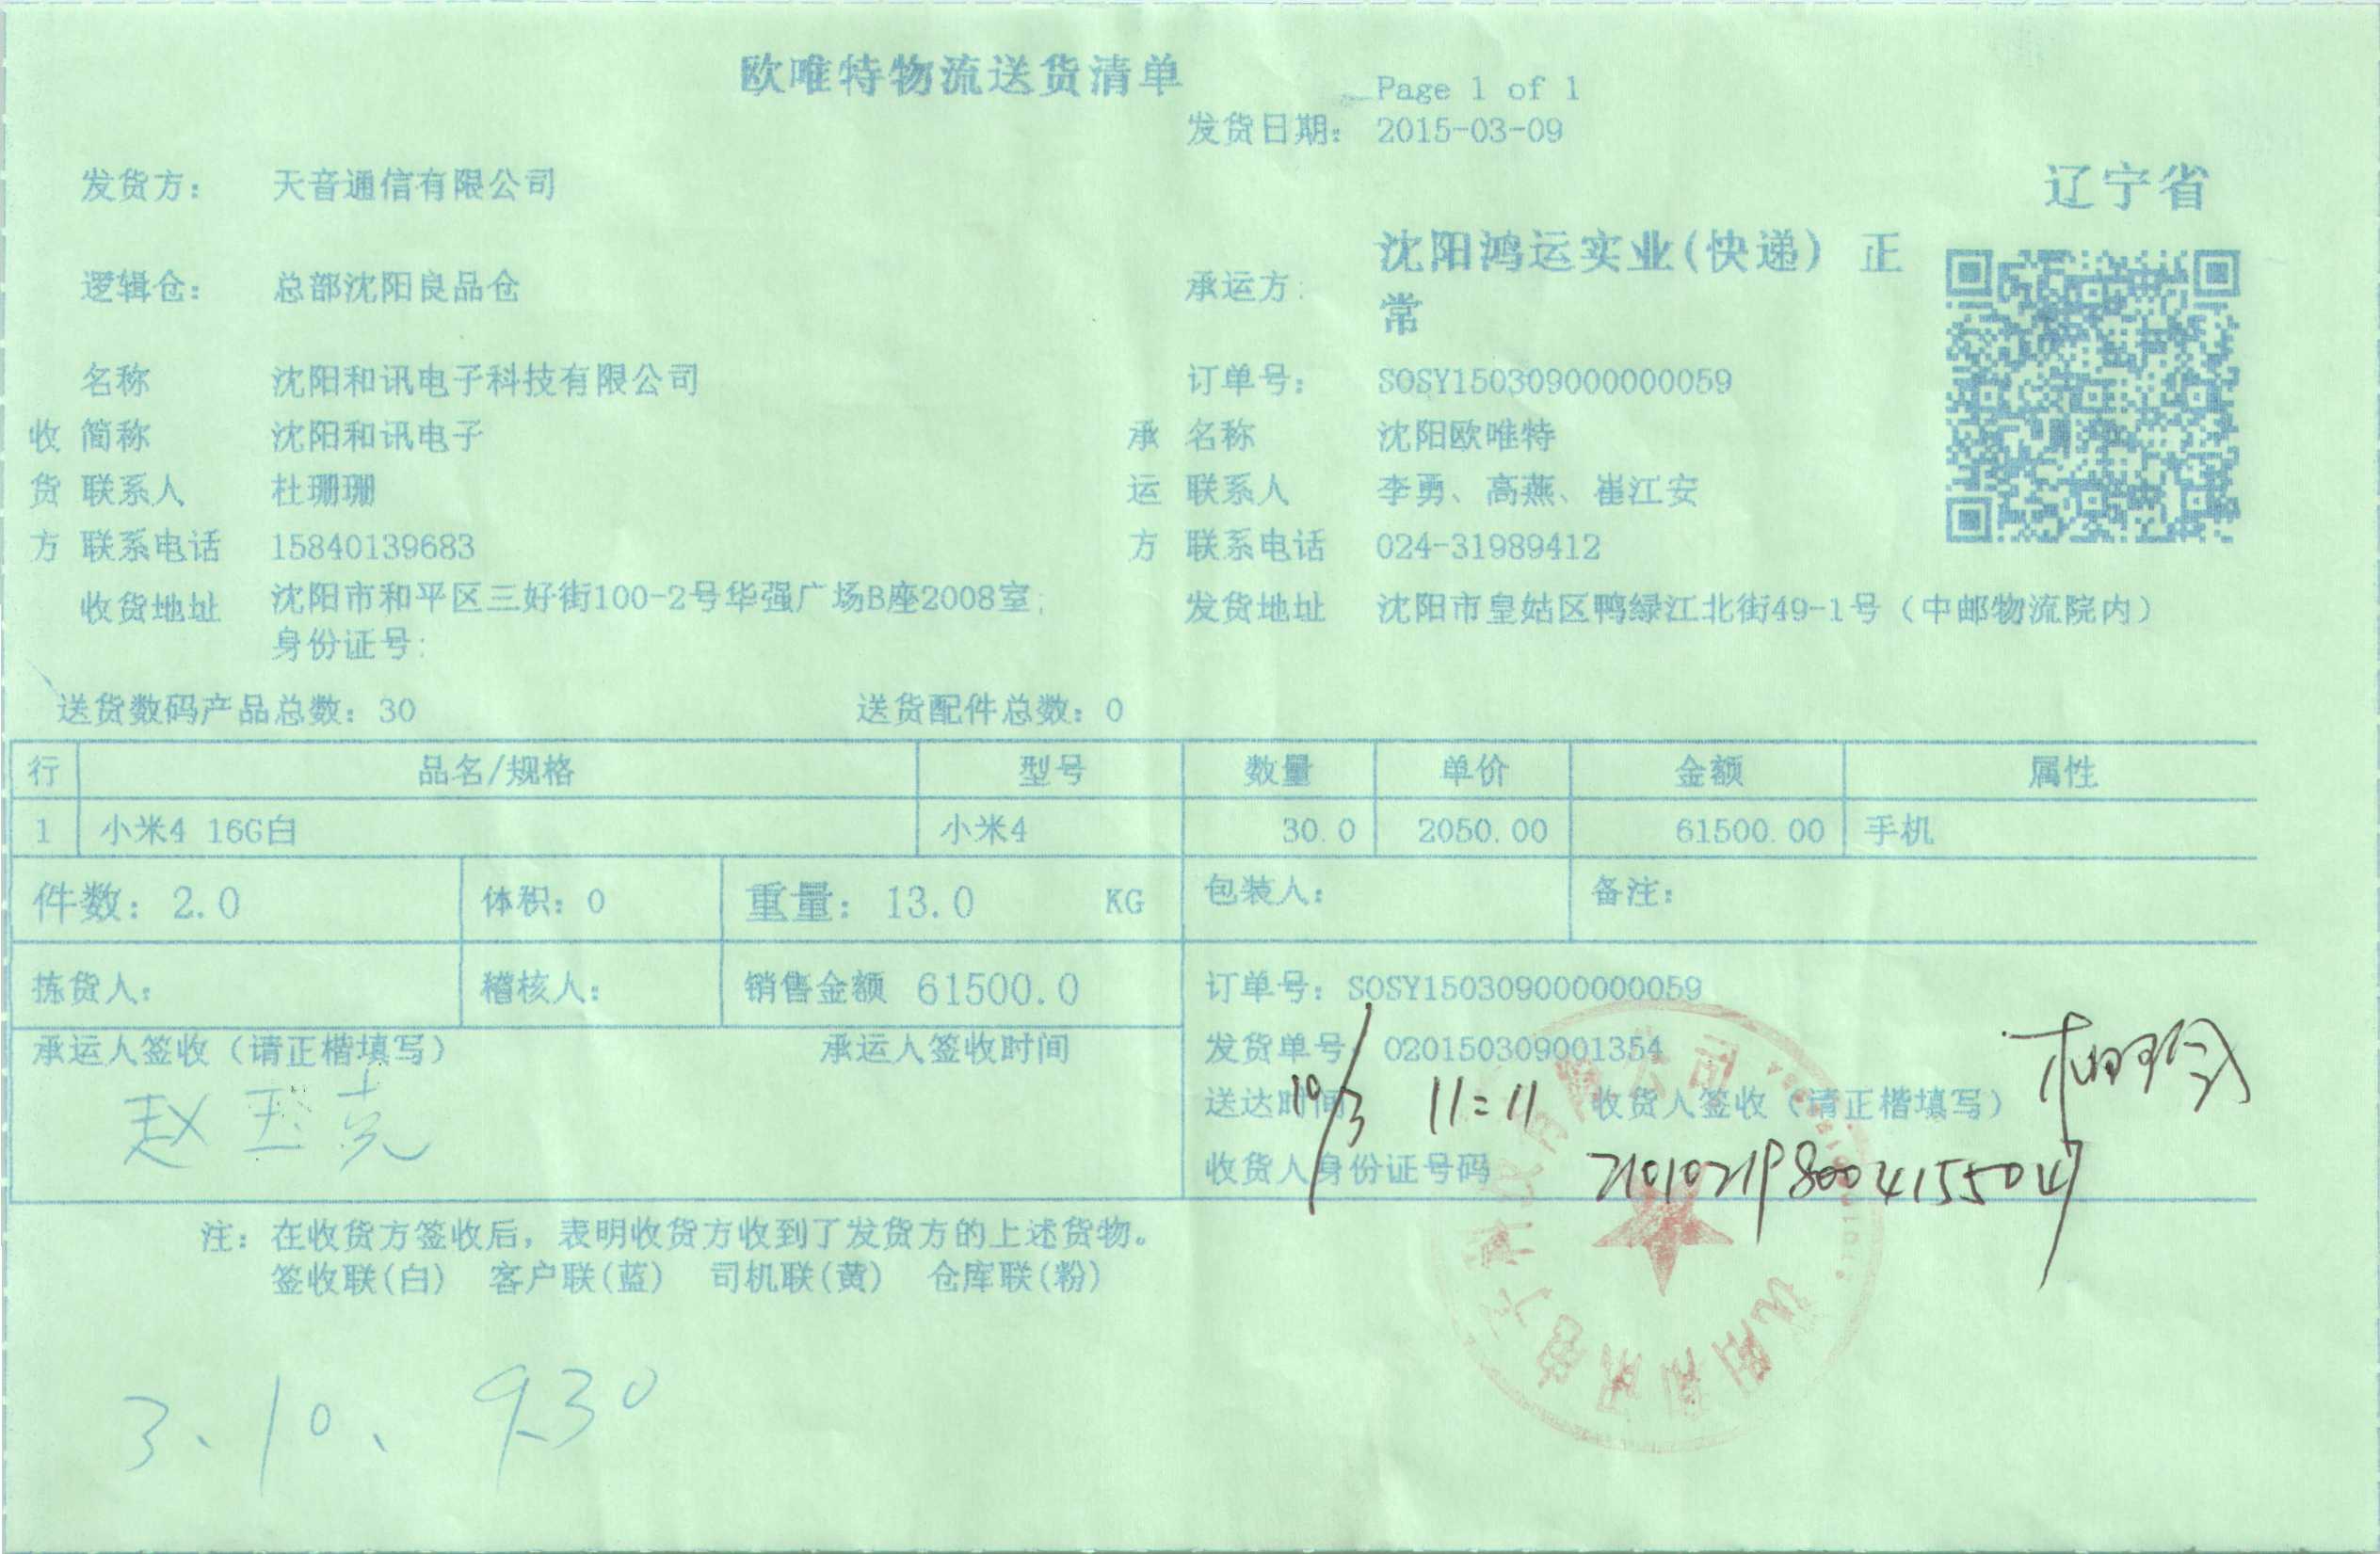 欧唯特物流送货清单
Page 1 of 1
发货日期: 2015-03-09
发货方: 天音通信有限公司
辽宁省
逻辑仓: 总部沈阳良品仓
承运方: 沈阳鸿运实业(快递) 正常
名称 沈阳和讯电子科技有限公司
订单号: SOSY150309000000059
收 简称 沈阳和讯电子
承 名称 沈阳欧唯特
货 联系人 杜珊珊
运 联系人 李勇、高燕、崔江安
方 联系电话 15840139683
方 联系电话 024-31989412
收货地址 沈阳市和平区三好街100-2号华强广场B座2008室;
身份证号:
发货地址 沈阳市皇姑区鸭绿江北街49-1号（中邮物流院内）
送货数码产品总数: 30 送货配件总数: 0
行 品名/规格 型号 数量 单价 金额 属性
1 小米4 16G白 小米4 30.0 2050.00 61500.00 手机
件数: 2.0 体积: 0 重量: 13.0 KG 包装人: 备注:
拣货人: 稽核人: 销售金额 61500.0 订单号: SOSY150309000000059
承运人签收（请正楷填写） 承运人签收时间
发货单号 020150309001354
送达时间 10/3 11:11 收货人签收（请正楷填写）
收货人身份证号码 210102198004155047
注: 在收货方签收后, 表明收货方收到了发货方的上述货物。
签收联(白) 客户联(蓝) 司机联(黄) 仓库联(粉)
3、10、930